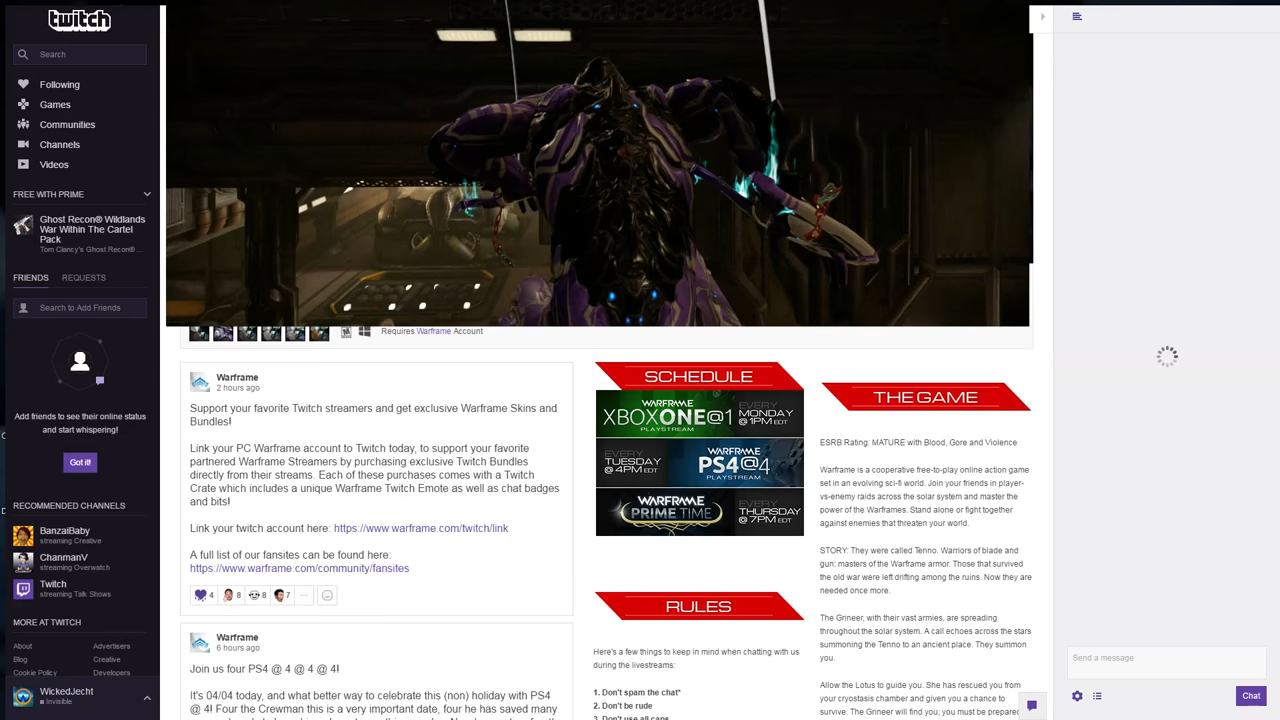 twitch
Search
Following
Games
Communities
Channels
Videos
FREE WITH PRIME
Ghost Recon® Wildlands
War Within The Cartel
Pack
Tom Clancy's Ghost Recon® ...
FRIENDS REQUESTS
Search to Add Friends
Add friends to see their online status
and start whispering!
Got it!
RECOMMENDED CHANNELS
BanzaiBaby
streaming Creative
ChanmanV
streaming Overwatch
Twitch
streaming Talk Shows
MORE AT TWITCH
About Advertisers
Blog Creative
Cookie Policy Developers
WickedJecht
Invisible
Requires Warframe Account
Warframe
2 hours ago
Support your favorite Twitch streamers and get exclusive Warframe Skins and
Bundles!
Link your PC Warframe account to Twitch today, to support your favorite
partnered Warframe Streamers by purchasing exclusive Twitch Bundles
directly from their streams. Each of these purchases comes with a Twitch
Crate which includes a unique Warframe Twitch Emote as well as chat badges
and bits!
Link your twitch account here: https://www.warframe.com/twitch/link
A full list of our fansites can be found here:
https://www.warframe.com/community/fansites
4 8 8 7 ...
Warframe
6 hours ago
Join us four PS4 @ 4 @ 4 @ 4!
It's 04/04 today, and what better way to celebrate this (non) holiday with PS4
@ 4! Four the Crewman this is a very important date, four he has saved many
SCHEDULE
WARFRAME
XBOXONE@1
PLAYSTREAM
EVERY
MONDAY
@1PM EDT
EVERY
TUESDAY
@4PM EDT
WARFRAME
PS4@4
PLAYSTREAM
WARFRAME
PRIME TIME
EVERY
THURSDAY
@7PM EDT
RULES
Here's a few things to keep in mind when chatting with us
during the livestreams:
1. Don't spam the chat*
2. Don't be rude
3. Don't use all caps
THE GAME
ESRB Rating: MATURE with Blood, Gore and Violence
Warframe is a cooperative free-to-play online action game
set in an evolving sci-fi world. Join your friends in player-
vs-enemy raids across the solar system and master the
power of the Warframes. Stand alone or fight together
against enemies that threaten your world.
STORY: They were called Tenno. Warriors of blade and
gun: masters of the Warframe armor. Those that survived
the old war were left drifting among the ruins. Now they are
needed once more.
The Grineer, with their vast armies, are spreading
throughout the solar system. A call echoes across the stars
summoning the Tenno to an ancient place. They summon
you.
Allow the Lotus to guide you. She has rescued you from
your cryostasis chamber and given you a chance to
survive. The Grineer will find you; you must be prepared
Send a message
Chat